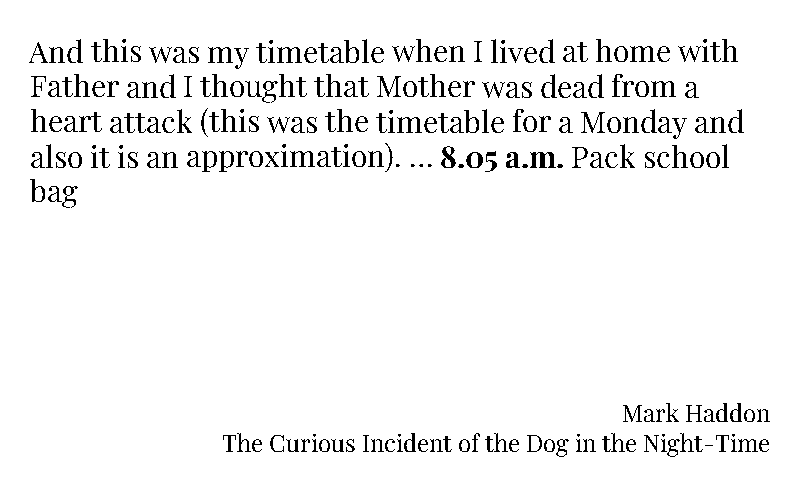 And this was my timetable when I lived at home with
Father and I thought that Mother was dead from a
heart attack (this was the timetable for a Monday and
also it is an approximation). ... 8.05 a.m. Pack school
bag
Mark Haddon
The Curious Incident of the Dog in the Night-Time